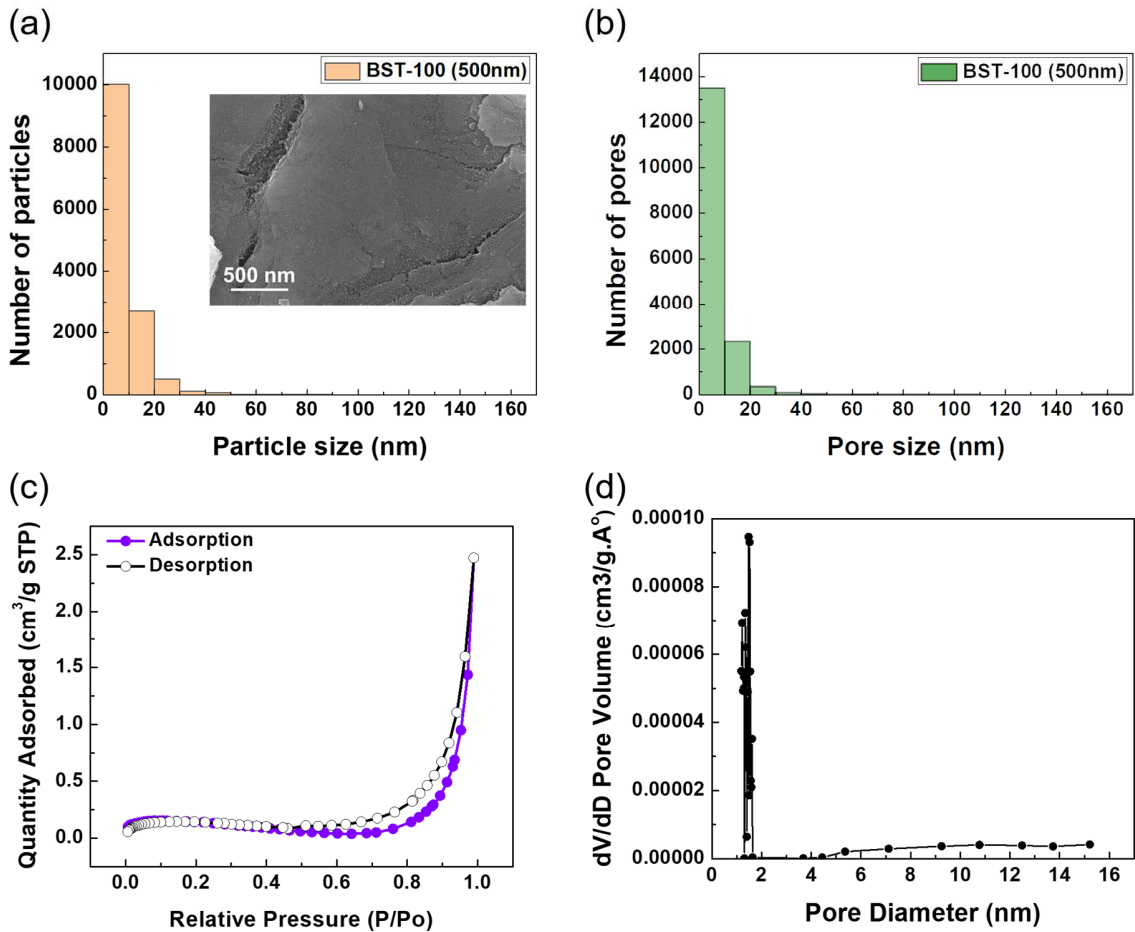 (a)
BST-100 (500nm)
Number of particles
10000
8000
6000
4000
2000
0
500 nm
0 20 40 60 80 100 120 140 160
Particle size (nm)
(b)
BST-100 (500nm)
Number of pores
14000
12000
10000
8000
6000
4000
2000
0
0 20 40 60 80 100 120 140 160
Pore size (nm)
(c)
Adsorption
Desorption
Quantity Adsorbed (cm³/g STP)
2.5
2.0
1.5
1.0
0.5
0.0
0.0 0.2 0.4 0.6 0.8 1.0
Relative Pressure (P/Po)
(d)
dV/dD Pore Volume (cm3/g.A°)
0.00010
0.00008
0.00006
0.00004
0.00002
0.00000
0 2 4 6 8 10 12 14 16
Pore Diameter (nm)